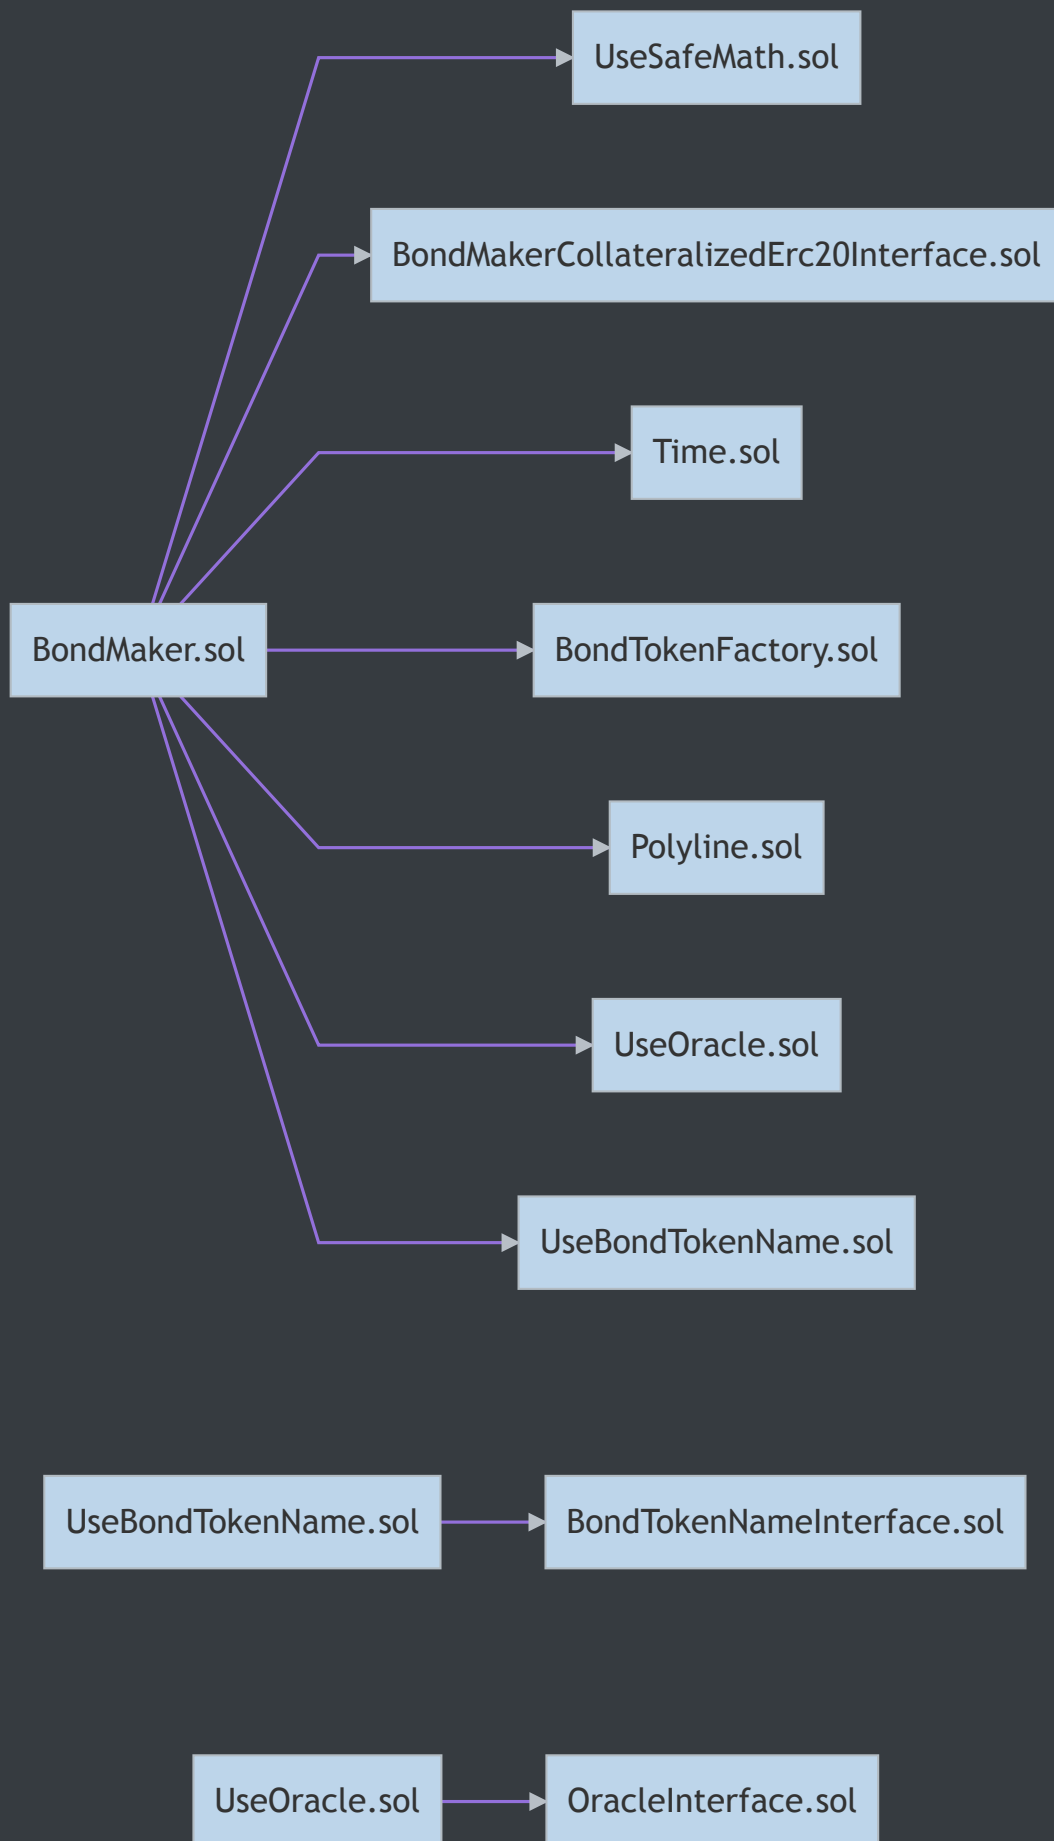 UseSafeMath.sol
BondMakerCollateralizedErc20Interface.sol
Time.sol
BondMaker.sol
BondTokenFactory.sol
Polyline.sol
UseOracle.sol
UseBondTokenName.sol
UseBondTokenName.sol
BondTokenNameInterface.sol
UseOracle.sol
OracleInterface.sol